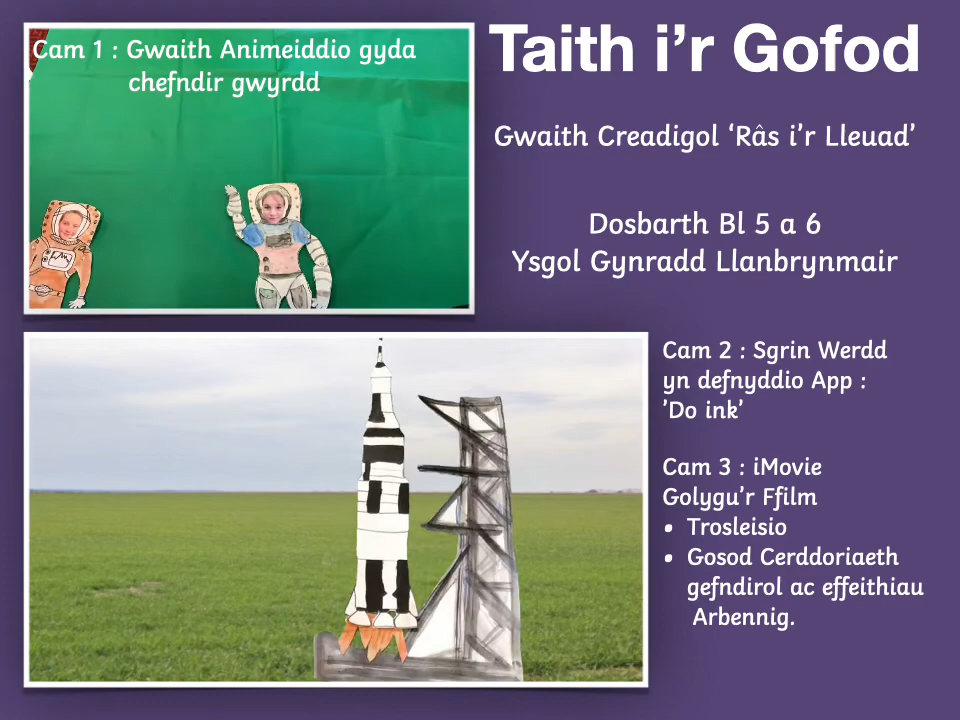 Cam 1 : Gwaith Animeiddio gyda
chefndir gwyrdd
Taith i’r Gofod
Gwaith Creadigol ‘Râs i’r Lleuad’
Dosbarth Bl 5 a 6
Ysgol Gynradd Llanbrynmair
Cam 2 : Sgrin Werdd
yn defnyddio App :
’Do ink’
Cam 3 : iMovie
Golygu’r Ffilm
• Trosleisio
• Gosod Cerddoriaeth
gefndirol ac effeithiau
Arbennig.